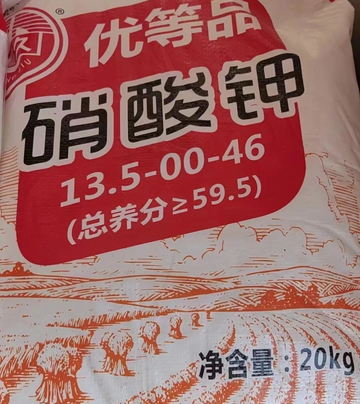 ®
优等品
硝酸钾
13.5-00-46
(总养分≥59.5)
净含量：20kg